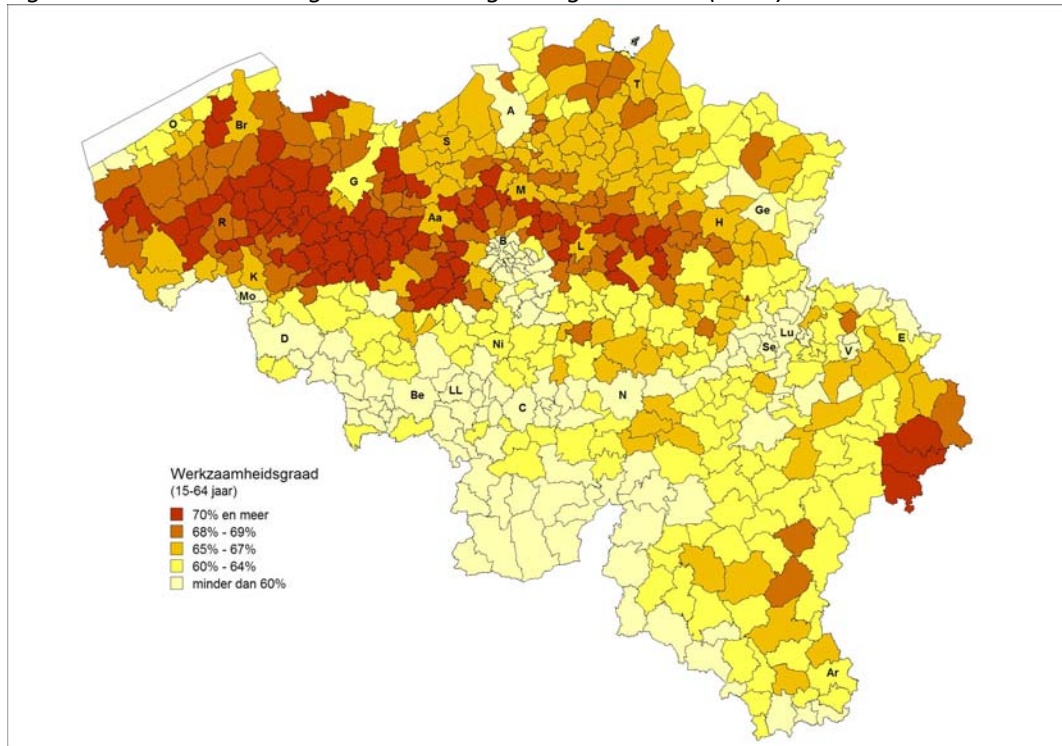 O
Br
A
T
S
G
M
R
Aa
H
Ge
B
L
K
Mo
Lu
D
Ni
Se
V
E
Be
LL
C
N
Werkzaamheidsgraad
(15-64 jaar)
70% en meer
68% - 69%
65% - 67%
60% - 64%
minder dan 60%
Ar